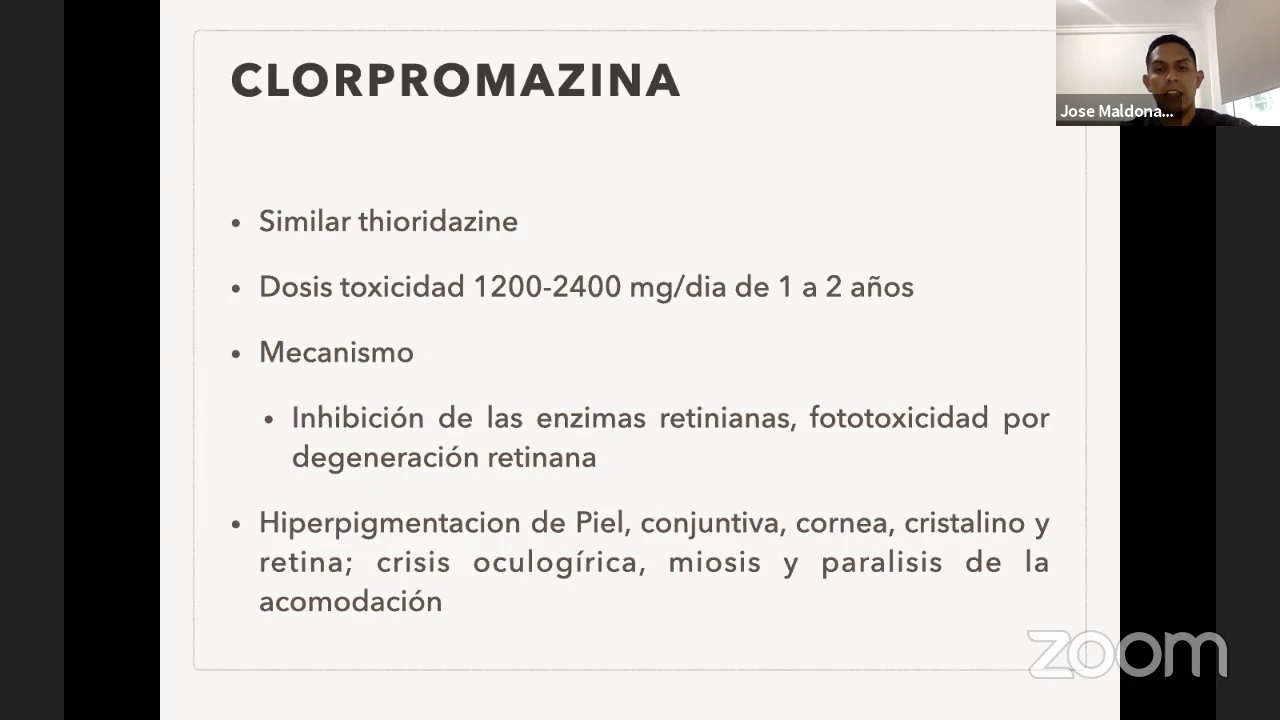 CLORPROMAZINA
Jose Maldona...
• Similar thioridazine
• Dosis toxicidad 1200-2400 mg/dia de 1 a 2 años
• Mecanismo
• Inhibición de las enzimas retinianas, fototoxicidad por
degeneración retinana
• Hiperpigmentacion de Piel, conjuntiva, cornea, cristalino y
retina; crisis oculogírica, miosis y paralisis de la
acomodación
zoom